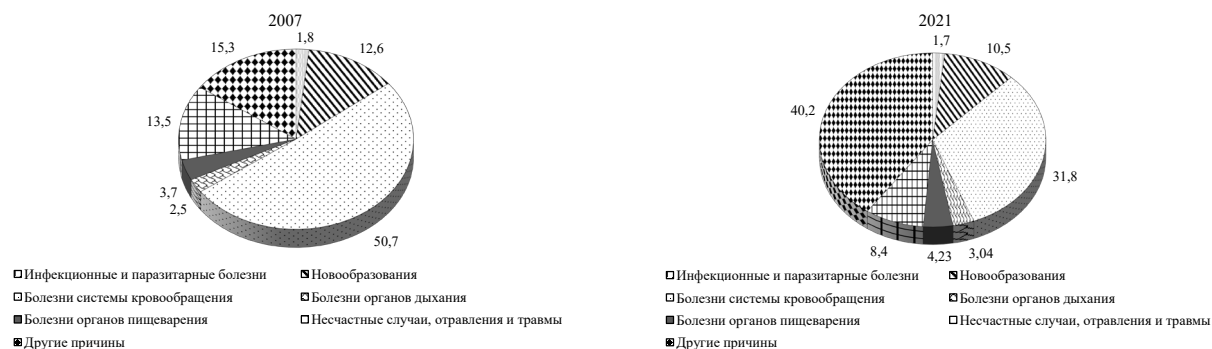 2007
1,8
12,6
15,3
13,5
3,7
2,5
50,7
Инфекционные и паразитарные болезни
Новообразования
Болезни системы кровообращения
Болезни органов дыхания
Болезни органов пищеварения
Несчастные случаи, отравления и травмы
Другие причины
2021
1,7
10,5
40,2
31,8
8,4
4,23
3,04
Инфекционные и паразитарные болезни
Новообразования
Болезни системы кровообращения
Болезни органов дыхания
Болезни органов пищеварения
Несчастные случаи, отравления и травмы
Другие причины